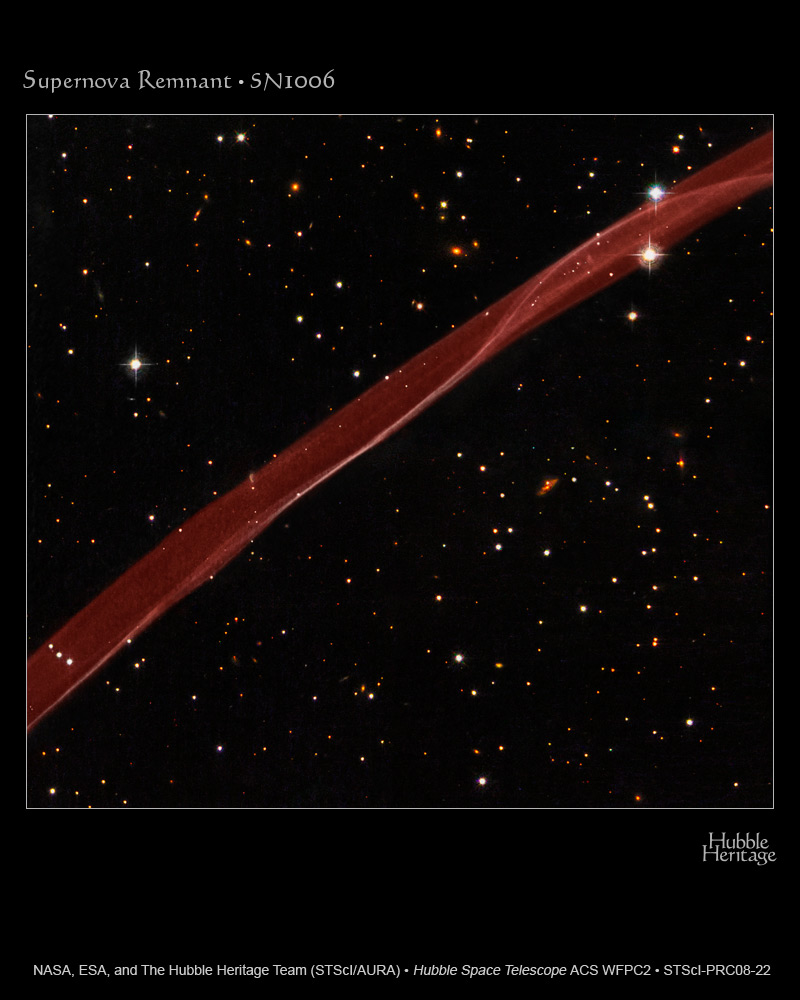 Supernova Remnant • SN1006
Hubble
Heritage
NASA, ESA, and The Hubble Heritage Team (STScI/AURA) • Hubble Space Telescope ACS WFPC2 • STScI-PRC08-22